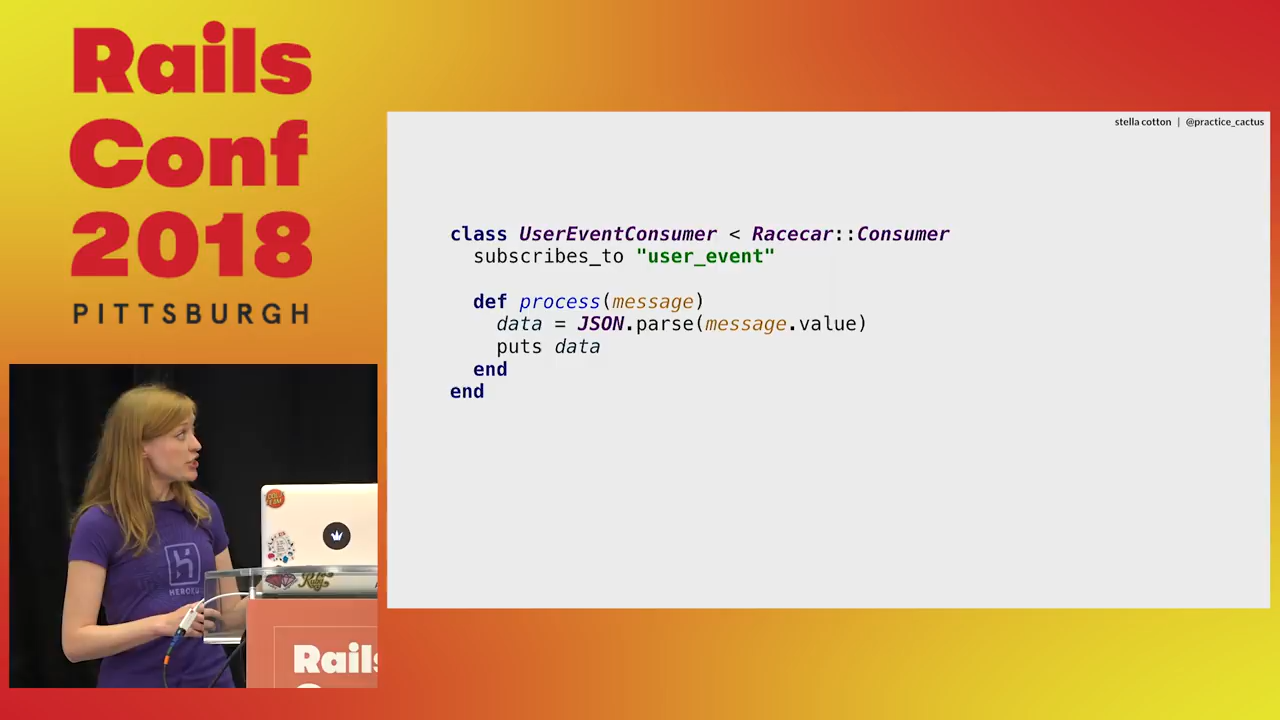 Rails
Conf
2018
PITTSBURGH
stella cotton | @practice_cactus
class UserEventConsumer < Racecar::Consumer
  subscribes_to "user_event"
  def process(message)
    data = JSON.parse(message.value)
    puts data
  end
end
HEROKU
Ruby
Rails